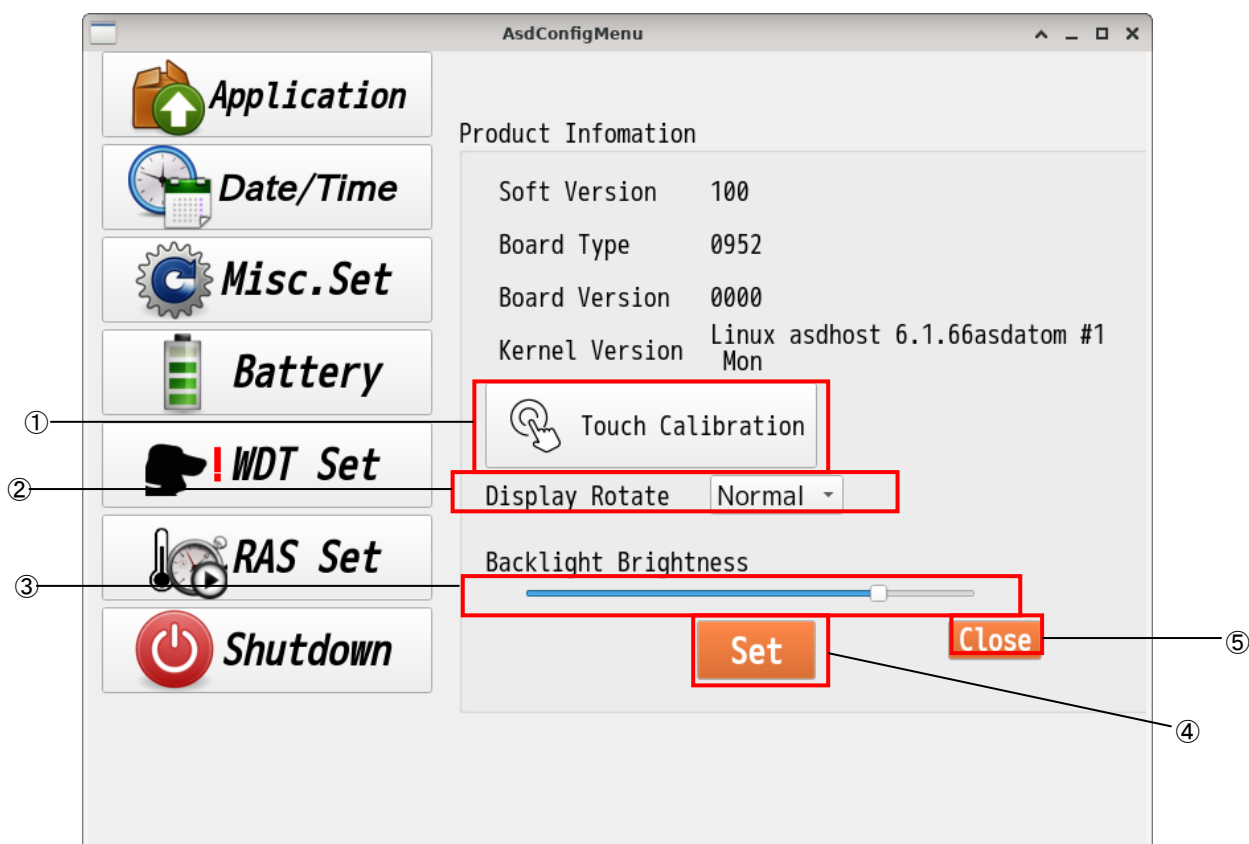 AsdConfigMenu
Application
Date/Time
Misc.Set
Battery
!WDT Set
RAS Set
Shutdown
Product Infomation
Soft Version 100
Board Type 0952
Board Version 0000
Kernel Version Linux asdhost 6.1.66asdatom #1
Mon
Touch Calibration
Display Rotate Normal
Backlight Brightness
Set
Close
①
②
③
④
⑤